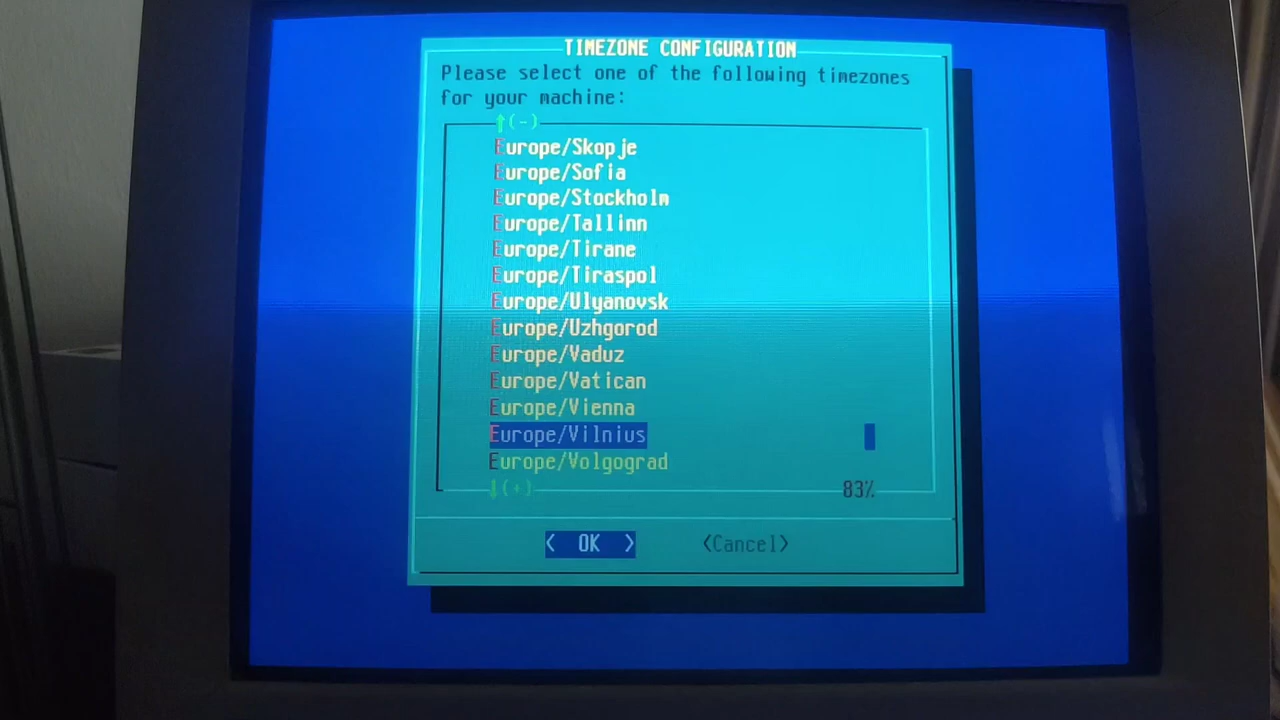 TIMEZONE CONFIGURATION
Please select one of the following timezones
for your machine:
↑(-)
Europe/Skopje
Europe/Sofia
Europe/Stockholm
Europe/Tallinn
Europe/Tirane
Europe/Tiraspol
Europe/Ulyanovsk
Europe/Uzhgorod
Europe/Vaduz
Europe/Vatican
Europe/Vienna
Europe/Vilnius
Europe/Volgograd
↓(+) 83%
< OK > <Cancel>